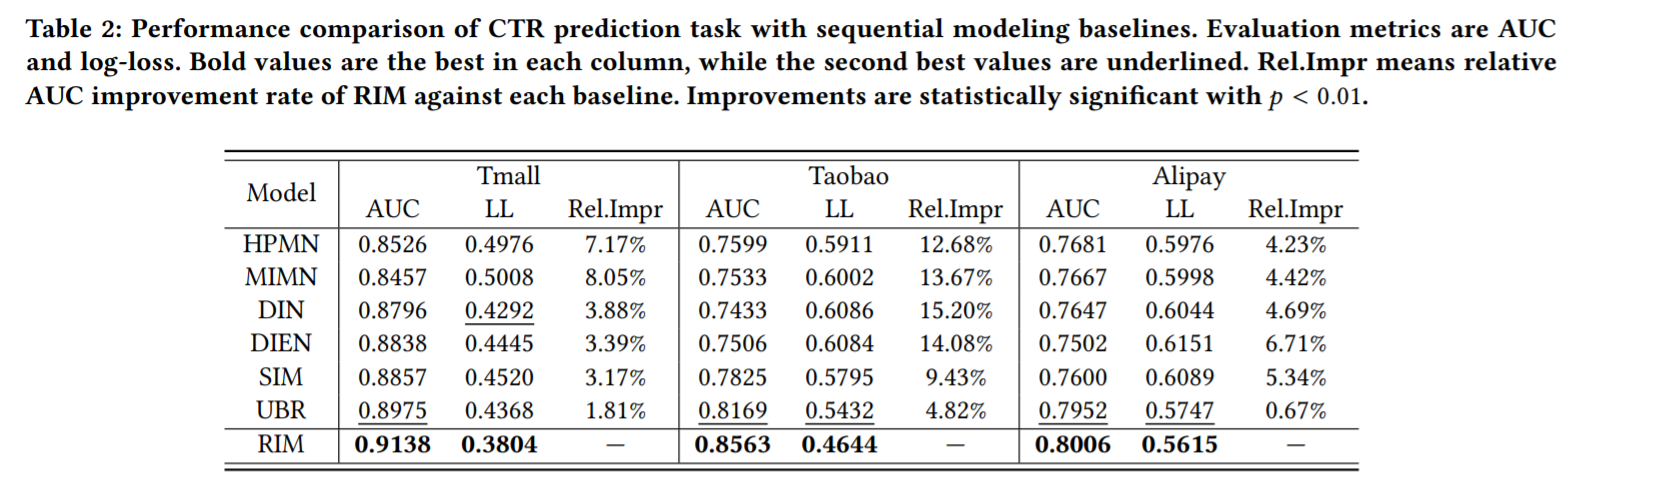 Table 2: Performance comparison of CTR prediction task with sequential modeling baselines. Evaluation metrics are AUC
and log-loss. Bold values are the best in each column, while the second best values are underlined. Rel.Impr means relative
AUC improvement rate of RIM against each baseline. Improvements are statistically significant with p < 0.01.
Model Tmall Taobao Alipay
AUC LL Rel.Impr AUC LL Rel.Impr AUC LL Rel.Impr
HPMN 0.8526 0.4976 7.17% 0.7599 0.5911 12.68% 0.7681 0.5976 4.23%
MIMN 0.8457 0.5008 8.05% 0.7533 0.6002 13.67% 0.7667 0.5998 4.42%
DIN 0.8796 0.4292 3.88% 0.7433 0.6086 15.20% 0.7647 0.6044 4.69%
DIEN 0.8838 0.4445 3.39% 0.7506 0.6084 14.08% 0.7502 0.6151 6.71%
SIM 0.8857 0.4520 3.17% 0.7825 0.5795 9.43% 0.7600 0.6089 5.34%
UBR 0.8975 0.4368 1.81% 0.8169 0.5432 4.82% 0.7952 0.5747 0.67%
RIM 0.9138 0.3804 — 0.8563 0.4644 — 0.8006 0.5615 —